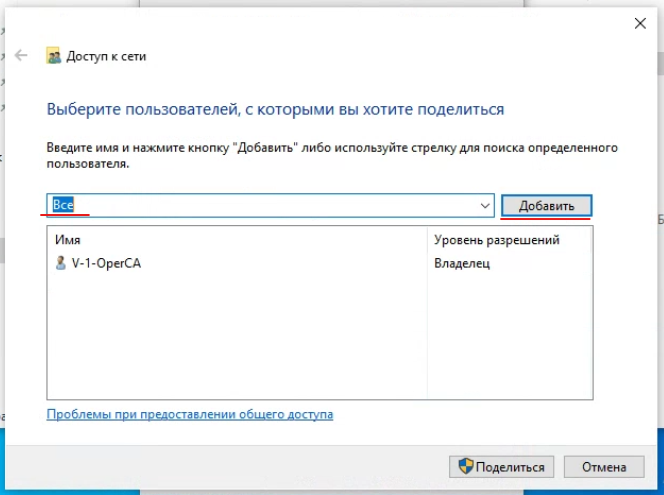 Доступ к сети
Выберите пользователей, с которыми вы хотите поделиться
Введите имя и нажмите кнопку "Добавить" либо используйте стрелку для поиска определенного
пользователя.
Все
Добавить
Имя
Уровень разрешений
V-1-OperCA
Владелец
Проблемы при предоставлении общего доступа
Поделиться
Отмена